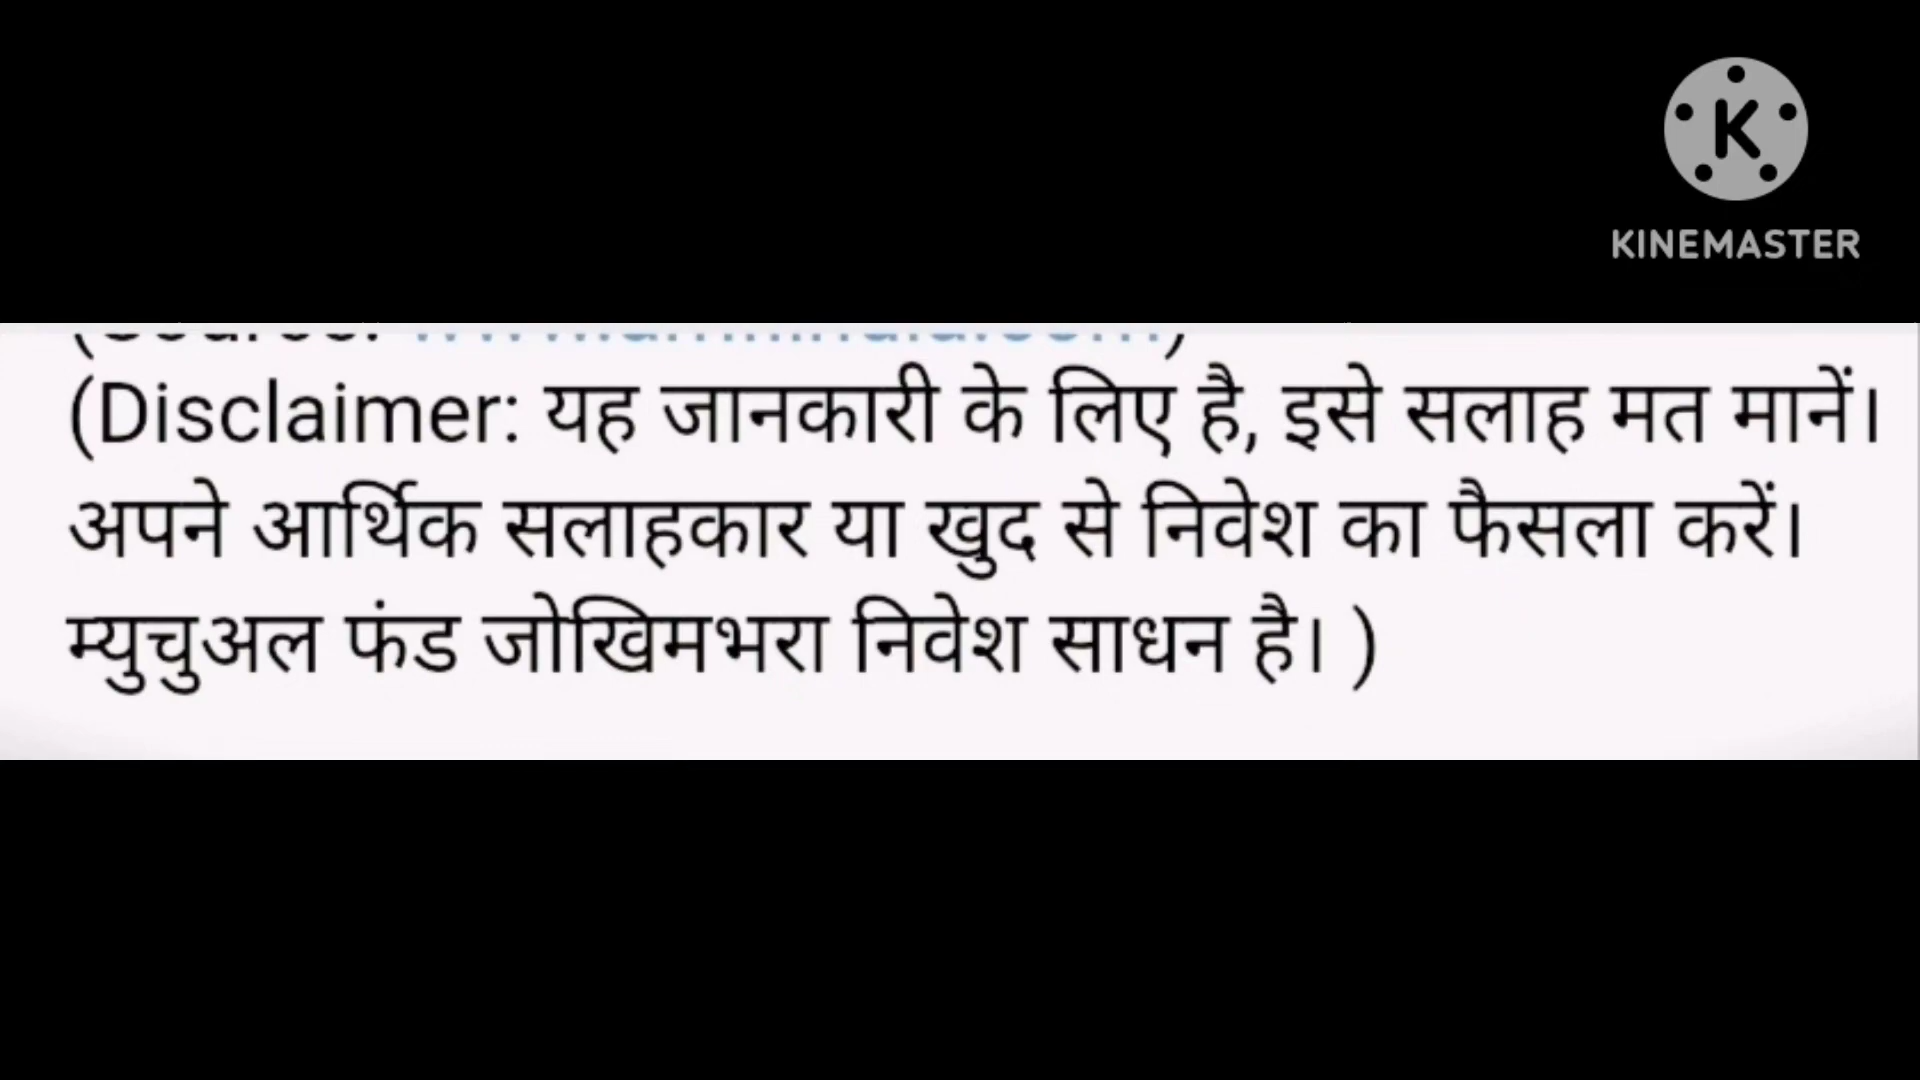 KINEMASTER
(Disclaimer: यह जानकारी के लिए है, इसे सलाह मत मानें।
अपने आर्थिक सलाहकार या खुद से निवेश का फैसला करें।
म्युचुअल फंड जोखिमभरा निवेश साधन है। )